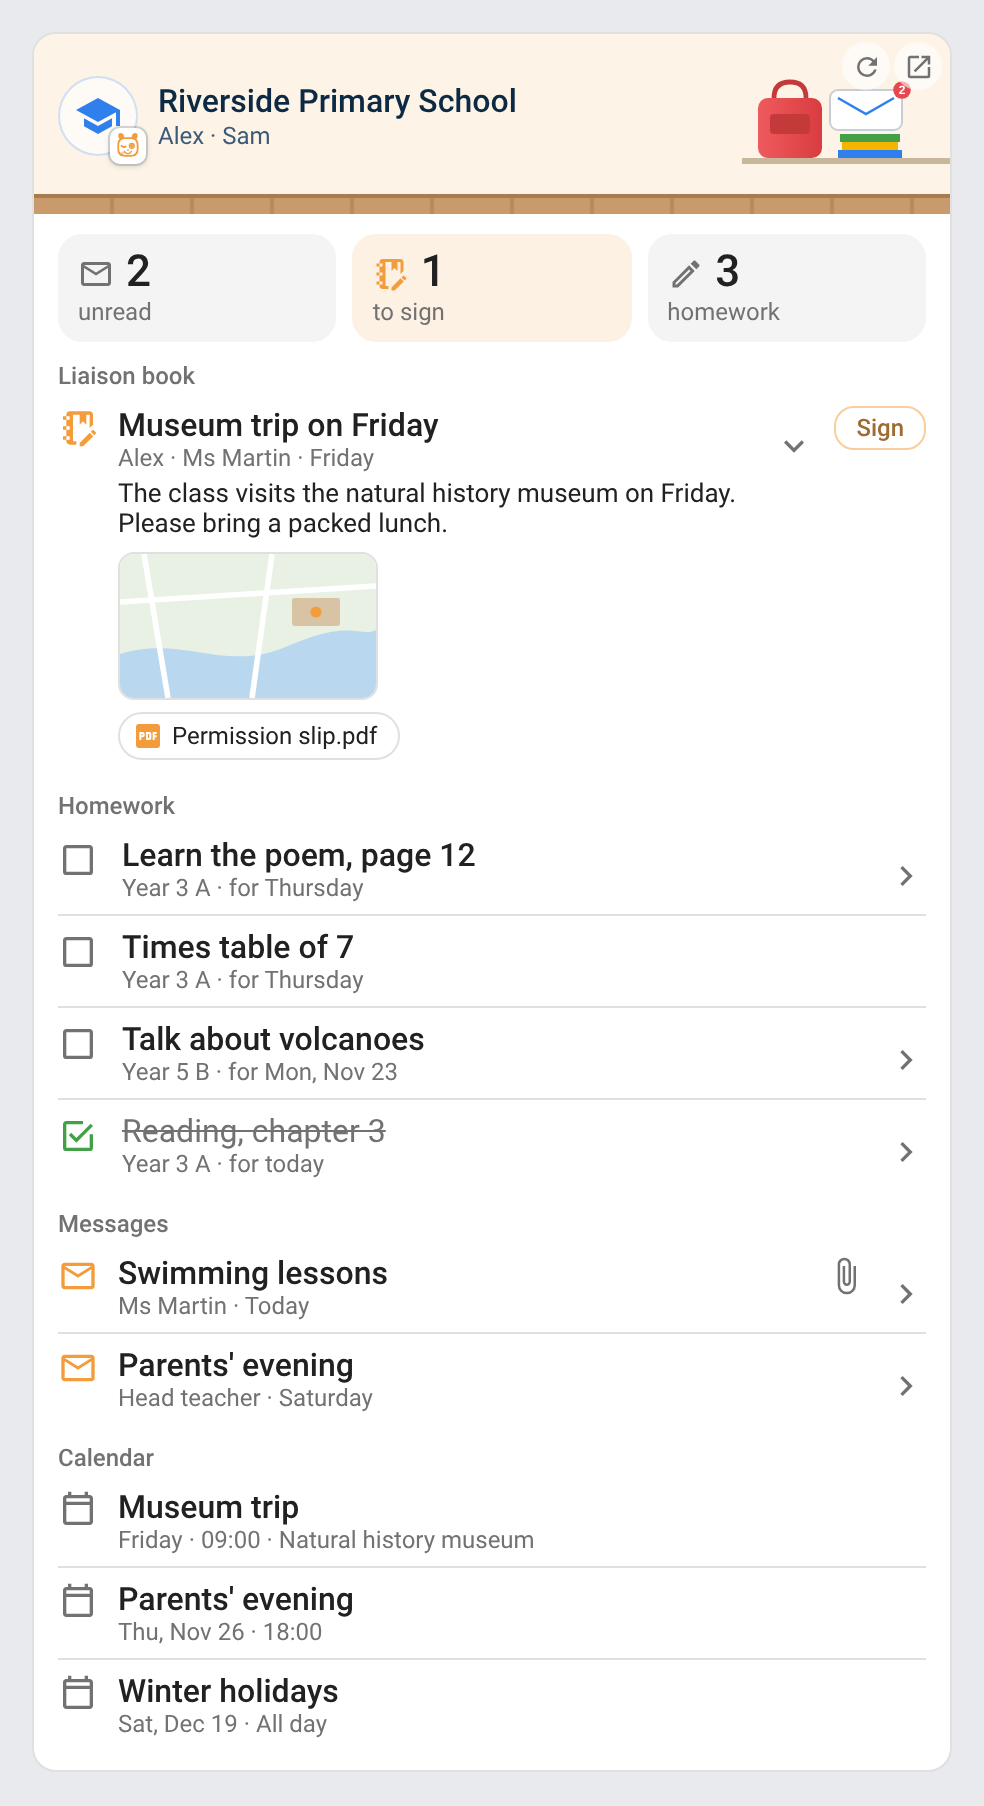 Riverside Primary School
Alex · Sam
2
2
unread
1
to sign
3
homework
Liaison book
Museum trip on Friday
Alex · Ms Martin · Friday
Sign
The class visits the natural history museum on Friday.
Please bring a packed lunch.
PDF Permission slip.pdf
Homework
Learn the poem, page 12
Year 3 A · for Thursday
Times table of 7
Year 3 A · for Thursday
Talk about volcanoes
Year 5 B · for Mon, Nov 23
Reading, chapter 3
Year 3 A · for today
Messages
Swimming lessons
Ms Martin · Today
Parents' evening
Head teacher · Saturday
Calendar
Museum trip
Friday · 09:00 · Natural history museum
Parents' evening
Thu, Nov 26 · 18:00
Winter holidays
Sat, Dec 19 · All day